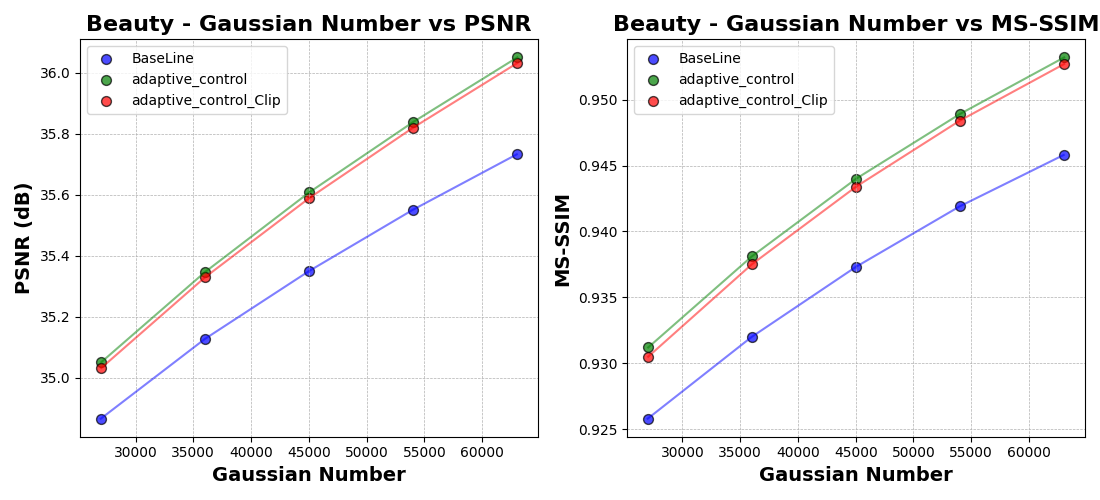 Beauty - Gaussian Number vs PSNR
BaseLine
adaptive_control
adaptive_control_Clip
36.0
35.8
35.6
35.4
35.2
35.0
PSNR (dB)
30000 35000 40000 45000 50000 55000 60000
Gaussian Number
Beauty - Gaussian Number vs MS-SSIM
BaseLine
adaptive_control
adaptive_control_Clip
0.950
0.945
0.940
0.935
0.930
0.925
MS-SSIM
30000 35000 40000 45000 50000 55000 60000
Gaussian Number